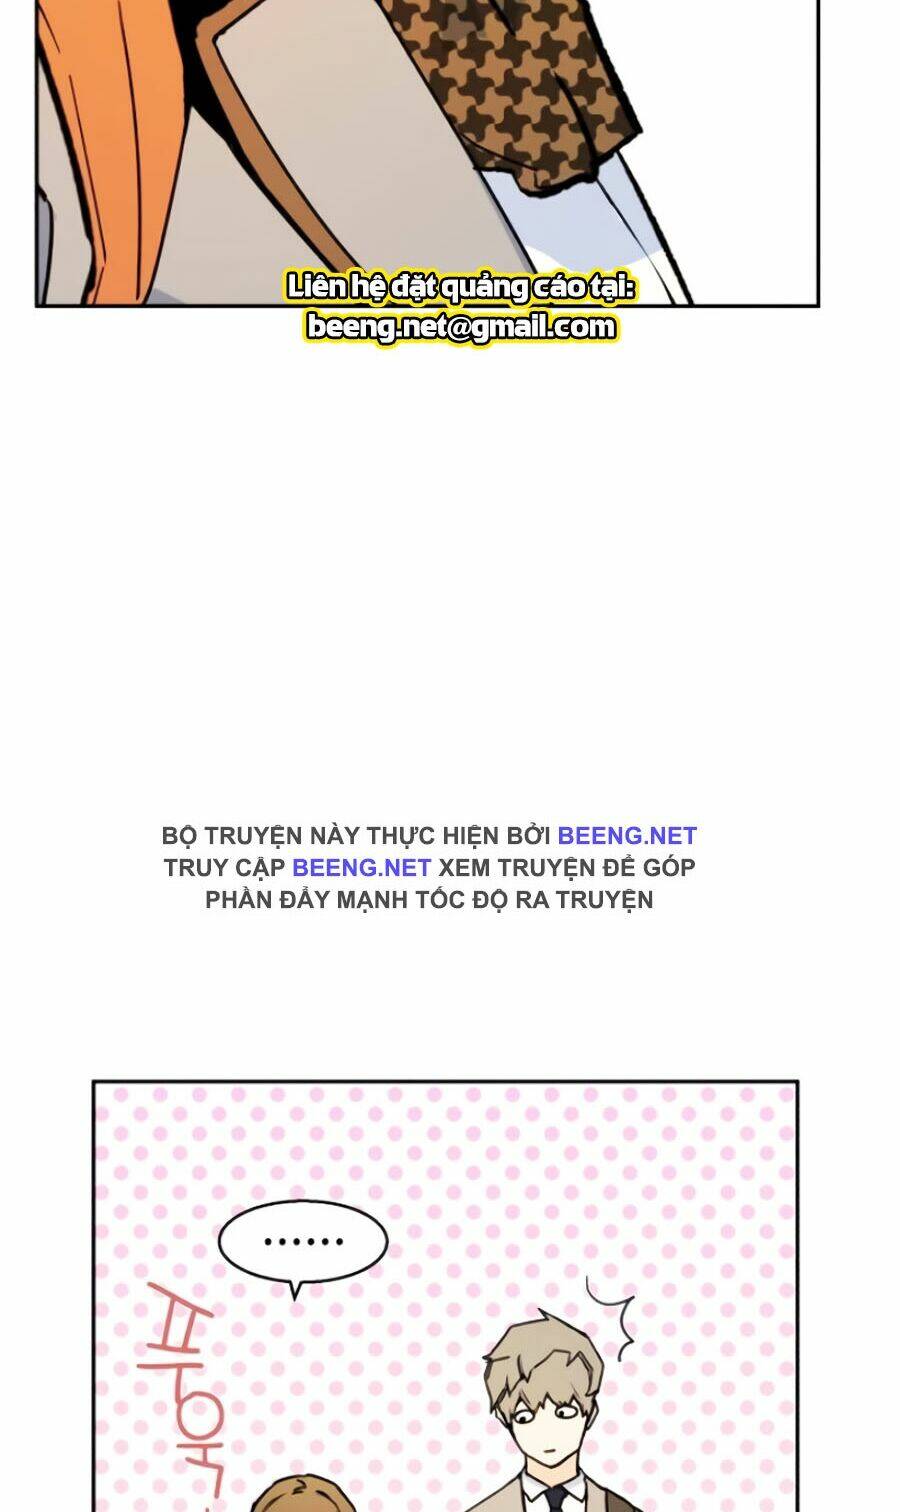 Liên hệ đặt quảng cáo tại:
beeng.net@gmail.com
BỘ TRUYỆN NÀY THỰC HIỆN BỞI BEENG.NET
TRUY CẬP BEENG.NET XEM TRUYỆN ĐỂ GÓP
PHẦN ĐẨY MẠNH TỐC ĐỘ RA TRUYỆN
••••••